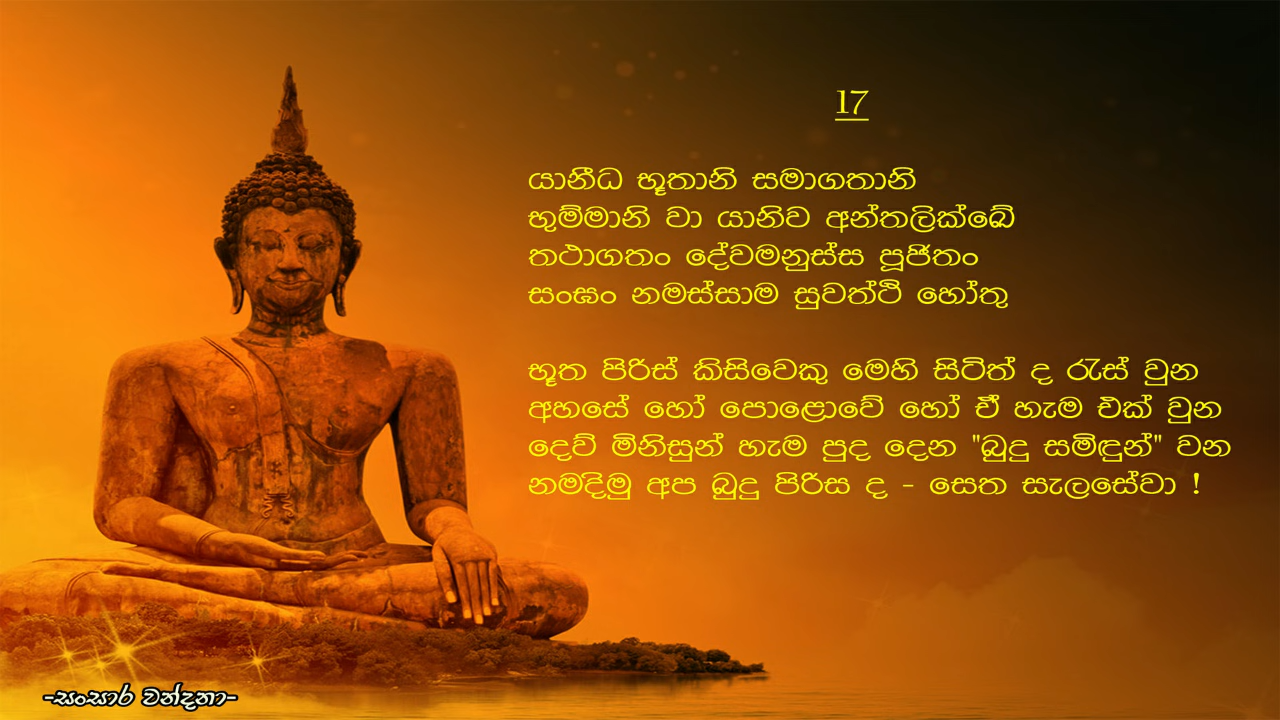 17
යානීධ භූතානි සමාගතානි
භුම්මානි වා යානිව අන්තලික්ඛේ
තථාගතං දේවමනුස්ස පූජිතං
සංඝං නමස්සාම සුවත්ථි හෝතු
භූත පිරිස් කිසිවෙකු මෙහි සිටිත් ද රැස් වුන
අහසේ හෝ පොළොවේ හෝ ඒ හැම එක් වුන
දෙව් මිනිසුන් හැම පුද දෙන "බුදු සමිඳුන්" වන
නමදිමු අප බුදු පිරිස ද - සෙත සැලසේවා !
-සංසාර වන්දනා-